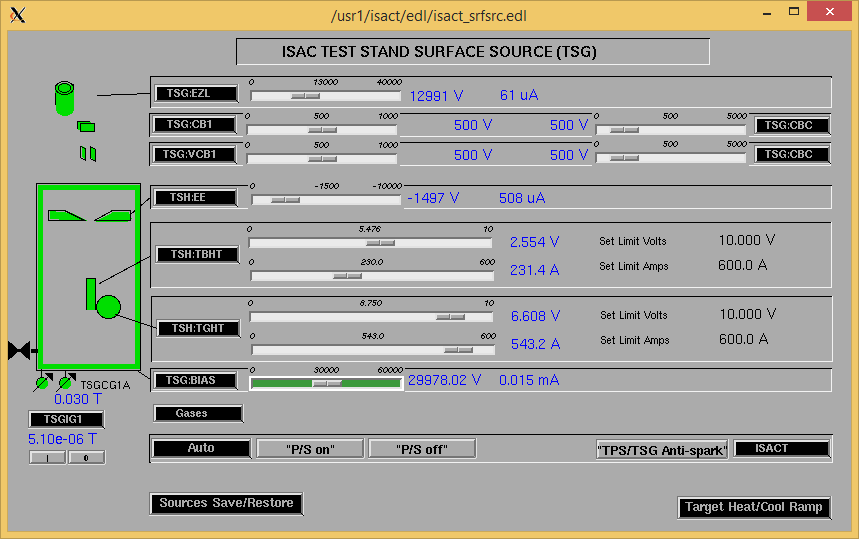 /usr1/isact/edl/isact_srfsrc.edl
ISAC TEST STAND SURFACE SOURCE (TSG)
0 13000 40000
TSG:EZL 12991 V 61 uA
0 500 1000 0 500 5000
TSG:CB1 500 V 500 V TSG:CBC
0 500 1000 0 500 5000
TSG:VCB1 500 V 500 V TSG:CBC
0 -1500 -10000
TSH:EE -1497 V 508 uA
0 5.476 10
2.554 V Set Limit Volts 10.000 V
TSH:TBHT
0 230.0 600
231.4 A Set Limit Amps 600.0 A
0 6.750 10
6.608 V Set Limit Volts 10.000 V
TSH:TGHT
0 543.0 600
543.2 A Set Limit Amps 600.0 A
0 30000 60000
TSG:BIAS 29978.02 V 0.015 mA
TSGCG1A
0.030 T
Gases
TSGIG1
5.10e-06 T
I 0
Auto "P/S on" "P/S off" "TPS/TSG Anti-spark" ISACT
Sources Save/Restore
Target Heat/Cool Ramp